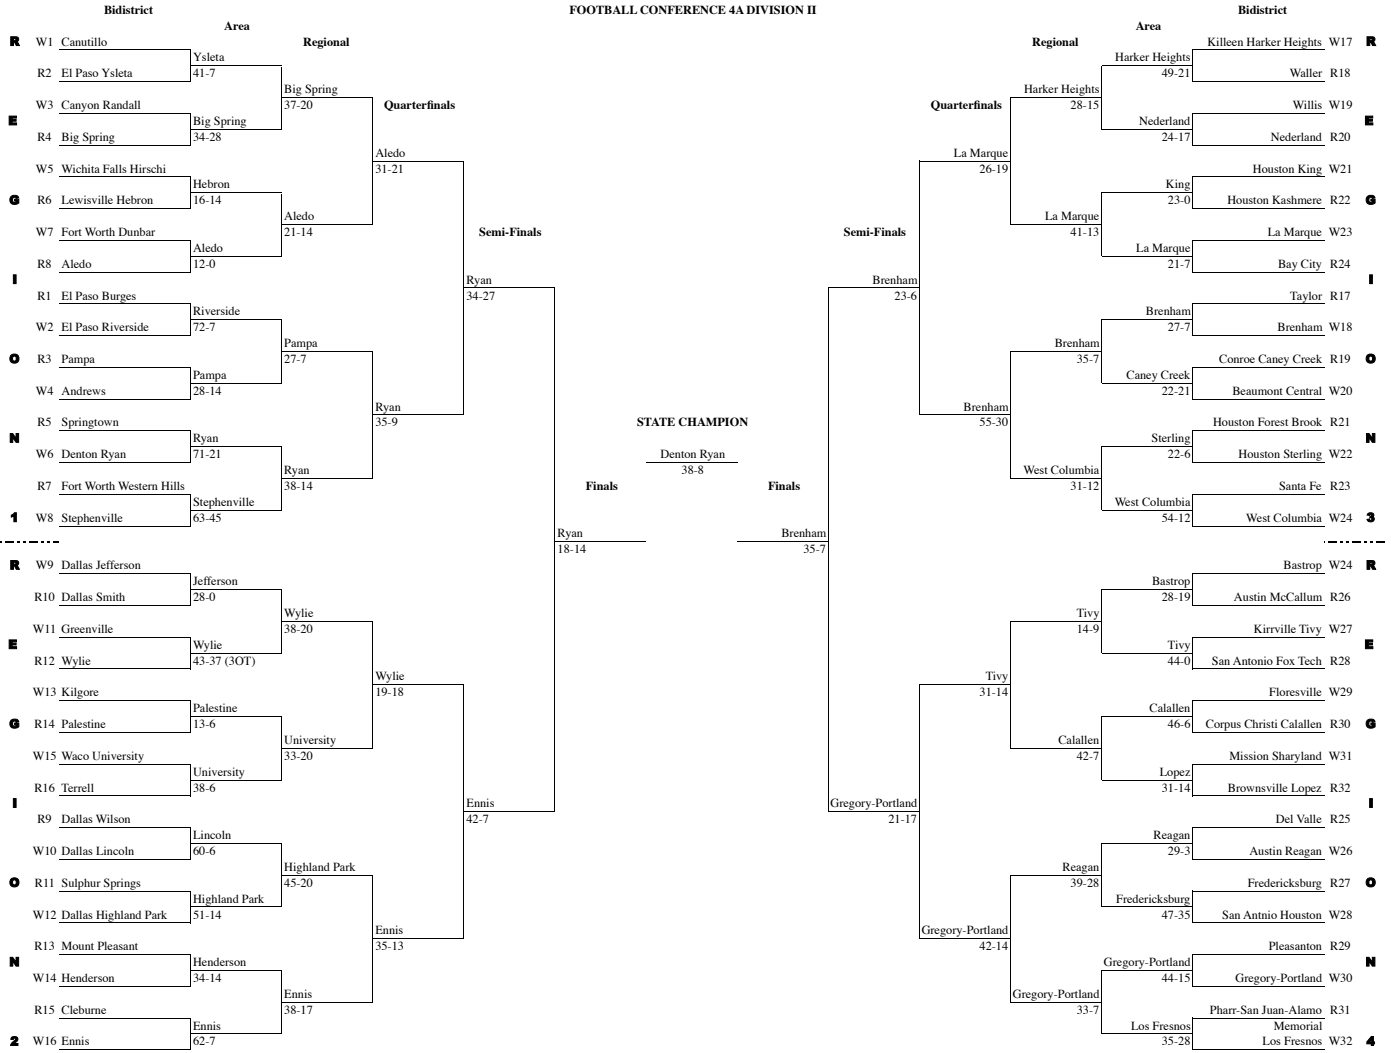 FOOTBALL CONFERENCE 4A DIVISION II
Bidistrict
Area
Regional
Quarterfinals
Semi-Finals
Finals
R
E
G
I
O
N
1
W1 Canutillo
R2 El Paso Ysleta
W3 Canyon Randall
R4 Big Spring
W5 Wichita Falls Hirschi
R6 Lewisville Hebron
W7 Fort Worth Dunbar
R8 Aledo
R1 El Paso Burges
W2 El Paso Riverside
R3 Pampa
W4 Andrews
R5 Springtown
W6 Denton Ryan
R7 Fort Worth Western Hills
W8 Stephenville
Ysleta
41-7
Big Spring
34-28
Hebron
16-14
Aledo
12-0
Riverside
72-7
Pampa
28-14
Ryan
71-21
Stephenville
63-45
Big Spring
37-20
Aledo
21-14
Pampa
27-7
Ryan
38-14
Aledo
31-21
Ryan
35-9
Ryan
34-27
R
E
G
I
O
N
2
W9 Dallas Jefferson
R10 Dallas Smith
W11 Greenville
R12 Wylie
W13 Kilgore
R14 Palestine
W15 Waco University
R16 Terrell
R9 Dallas Wilson
W10 Dallas Lincoln
R11 Sulphur Springs
W12 Dallas Highland Park
R13 Mount Pleasant
W14 Henderson
R15 Cleburne
W16 Ennis
Jefferson
28-0
Wylie
43-37 (3OT)
Palestine
13-6
University
38-6
Lincoln
60-6
Highland Park
51-14
Henderson
34-14
Ennis
62-7
Wylie
38-20
University
33-20
Highland Park
45-20
Ennis
38-17
Wylie
19-18
Ennis
35-13
Ennis
42-7
Ryan
18-14
STATE CHAMPION
Denton Ryan
38-8
Bidistrict
Area
Regional
Quarterfinals
Semi-Finals
Finals
Brenham
35-7
R
E
G
I
O
N
3
Killeen Harker Heights W17
Waller R18
Willis W19
Nederland R20
Houston King W21
Houston Kashmere R22
La Marque W23
Bay City R24
Taylor R17
Brenham W18
Conroe Caney Creek R19
Beaumont Central W20
Houston Forest Brook R21
Houston Sterling W22
Santa Fe R23
West Columbia W24
Harker Heights
49-21
Nederland
24-17
King
23-0
La Marque
21-7
Brenham
27-7
Caney Creek
22-21
Sterling
22-6
West Columbia
54-12
Harker Heights
28-15
La Marque
41-13
Brenham
35-7
West Columbia
31-12
La Marque
26-19
Brenham
55-30
Brenham
23-6
R
E
G
I
O
N
4
Bastrop W24
Austin McCallum R26
Kirrville Tivy W27
San Antonio Fox Tech R28
Floresville W29
Corpus Christi Calallen R30
Mission Sharyland W31
Brownsville Lopez R32
Del Valle R25
Austin Reagan W26
Fredericksburg R27
San Antnio Houston W28
Pleasanton R29
Gregory-Portland W30
Pharr-San Juan-Alamo R31
Memorial
Los Fresnos W32
Bastrop
28-19
Tivy
44-0
Calallen
46-6
Lopez
31-14
Reagan
29-3
Fredericksburg
47-35
Gregory-Portland
44-15
Los Fresnos
35-28
Tivy
14-9
Calallen
42-7
Reagan
39-28
Gregory-Portland
33-7
Tivy
31-14
Gregory-Portland
42-14
Gregory-Portland
21-17